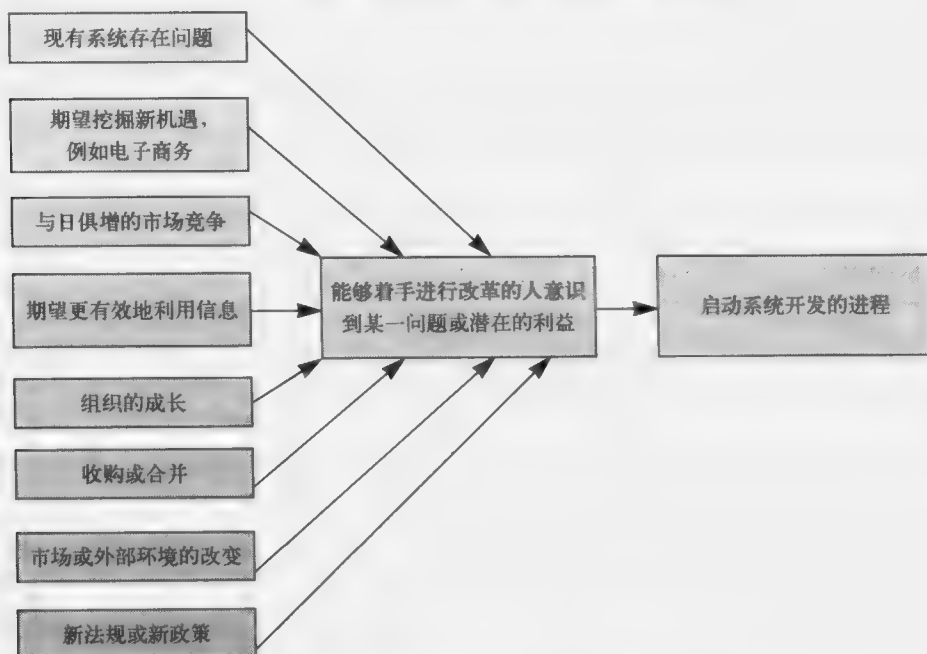 现有系统存在问题
期望挖掘新机遇，
例如电子商务
与日俱增的市场竞争
期望更有效地利用信息
组织的成长
收购或合并
市场或外部环境的改变
新法规或新政策
能够着手进行改革的人意识
到某一问题或潜在的利益
启动系统开发的进程